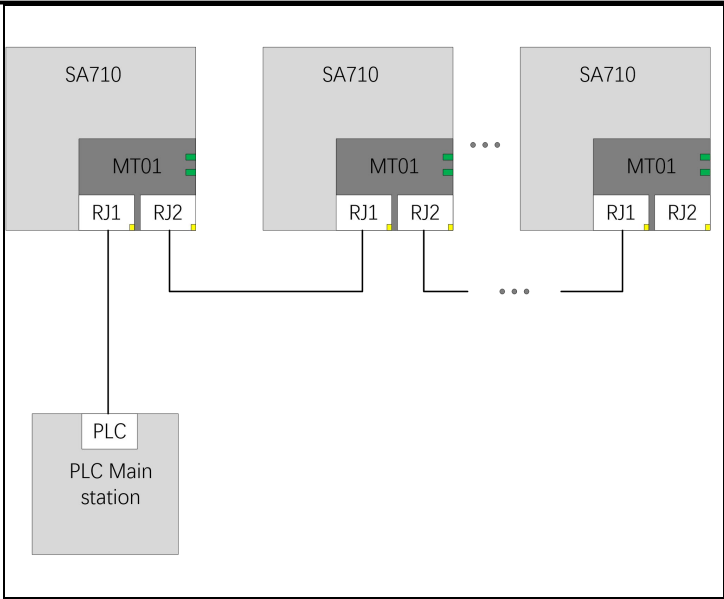 SA710
SA710
SA710
MT01
MT01
MT01
RJ1
RJ2
RJ1
RJ2
RJ1
RJ2
PLC
PLC Main
station